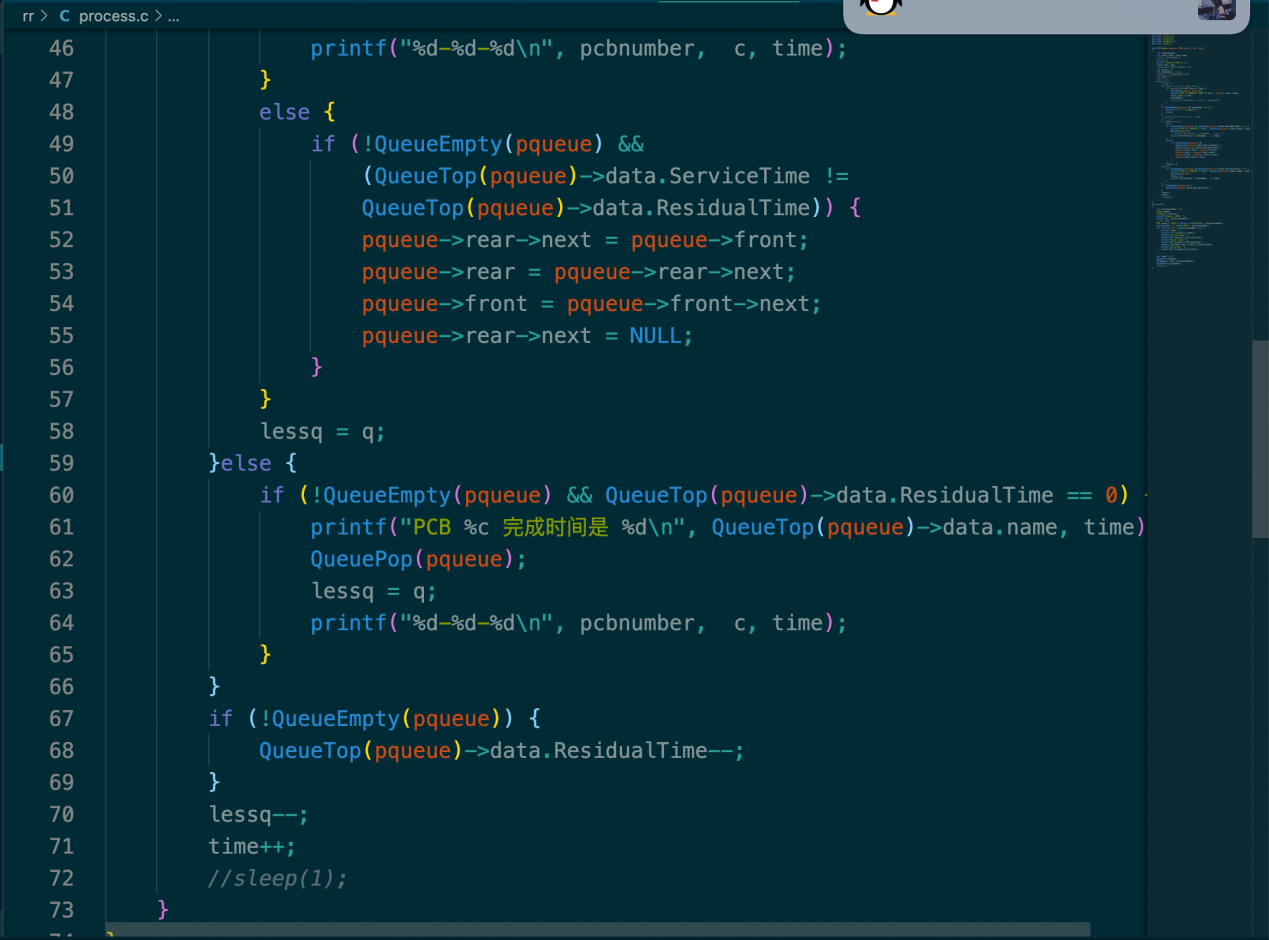 rr > C process.c > ...
46 printf("%d-%d-%d\n", pcbnumber,  c, time);
47 }
48 else {
49 if (!QueueEmpty(pqueue) &&
50 (QueueTop(pqueue)->data.ServiceTime !=
51 QueueTop(pqueue)->data.ResidualTime)) {
52 pqueue->rear->next = pqueue->front;
53 pqueue->rear = pqueue->rear->next;
54 pqueue->front = pqueue->front->next;
55 pqueue->rear->next = NULL;
56 }
57 }
58 lessq = q;
59 }else {
60 if (!QueueEmpty(pqueue) && QueueTop(pqueue)->data.ResidualTime == 0)
61 printf("PCB %c 完成时间是 %d\n", QueueTop(pqueue)->data.name, time)
62 QueuePop(pqueue);
63 lessq = q;
64 printf("%d-%d-%d\n", pcbnumber,  c, time);
65 }
66 }
67 if (!QueueEmpty(pqueue)) {
68 QueueTop(pqueue)->data.ResidualTime--;
69 }
70 lessq--;
71 time++;
72 //sleep(1);
73 }